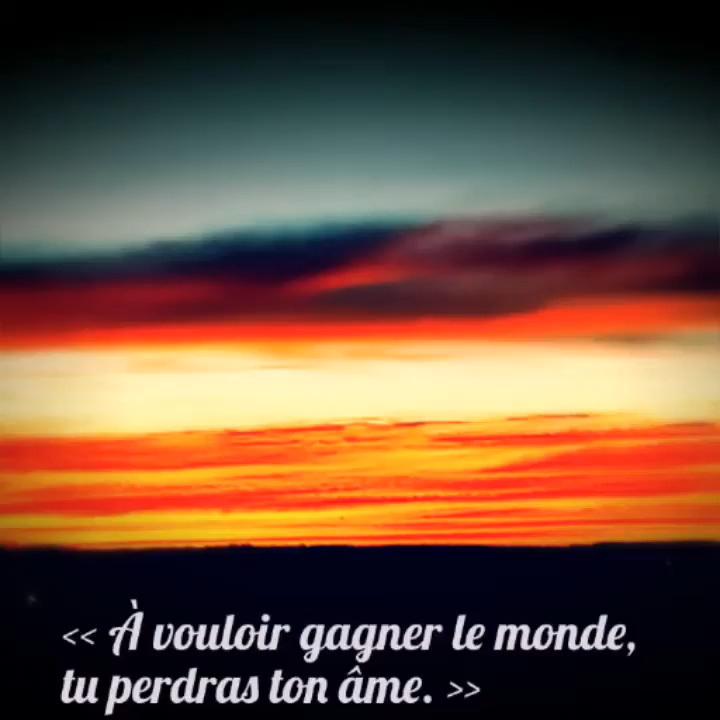 << À vouloir gagner le monde,
tu perdras ton âme. >>